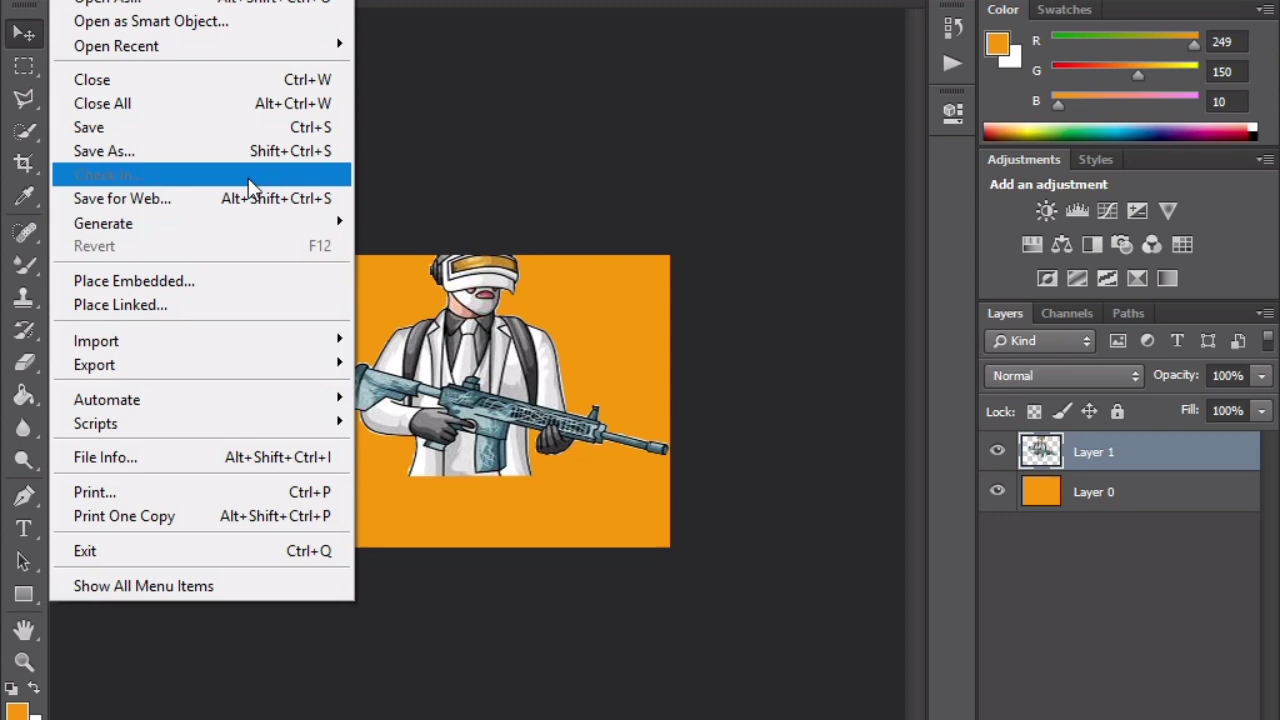 Open as Smart Object...
Open Recent
Close Ctrl+W
Close All Alt+Ctrl+W
Save Ctrl+S
Save As... Shift+Ctrl+S
Check In...
Save for Web... Alt+Shift+Ctrl+S
Generate
Revert F12
Place Embedded...
Place Linked...
Import
Export
Automate
Scripts
File Info... Alt+Shift+Ctrl+I
Print... Ctrl+P
Print One Copy Alt+Shift+Ctrl+P
Exit Ctrl+Q
Show All Menu Items
Color Swatches
R 249
G 150
B 10
Adjustments Styles
Add an adjustment
Layers Channels Paths
Kind
Normal Opacity: 100%
Lock: Fill: 100%
Layer 1
Layer 0